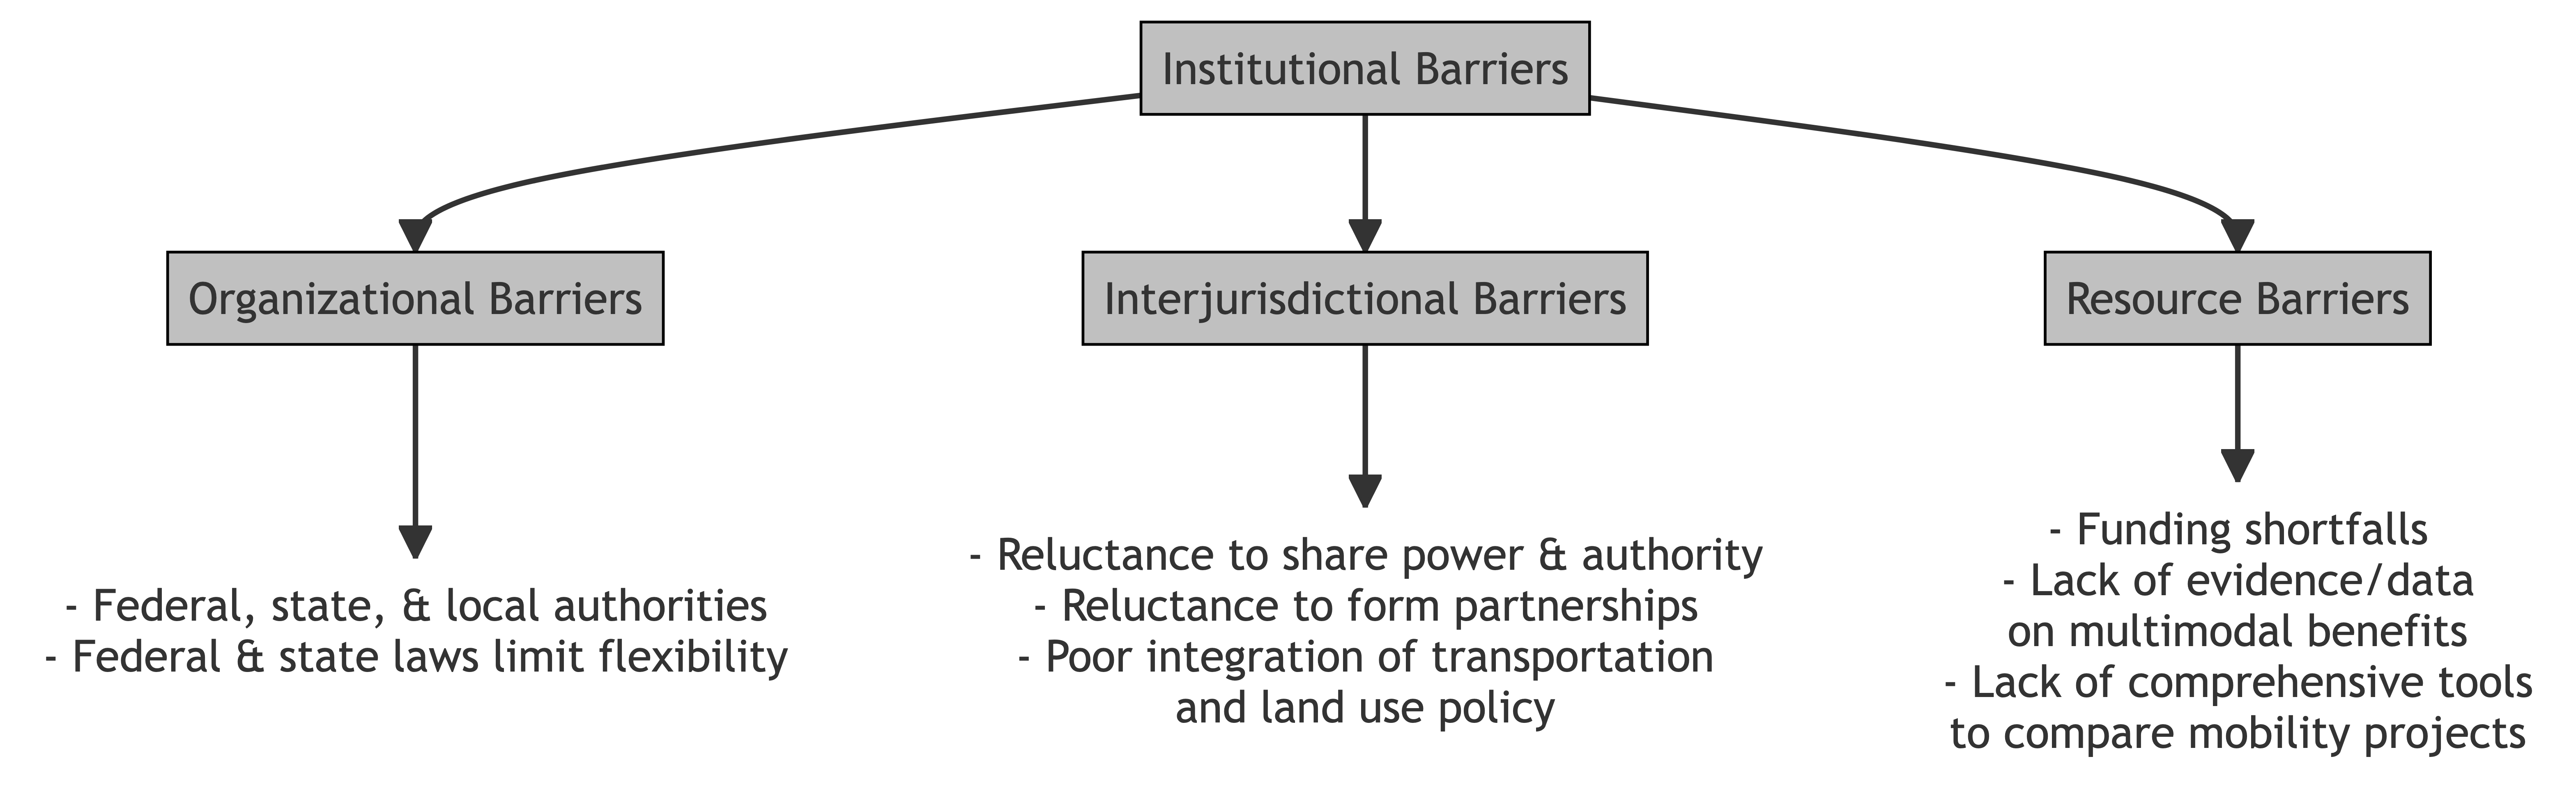 Institutional Barriers
Organizational Barriers
Interjurisdictional Barriers
Resource Barriers
- Federal, state, & local authorities
- Federal & state laws limit flexibility
- Reluctance to share power & authority
- Reluctance to form partnerships
- Poor integration of transportation
and land use policy
- Funding shortfalls
- Lack of evidence/data
on multimodal benefits
- Lack of comprehensive tools
to compare mobility projects